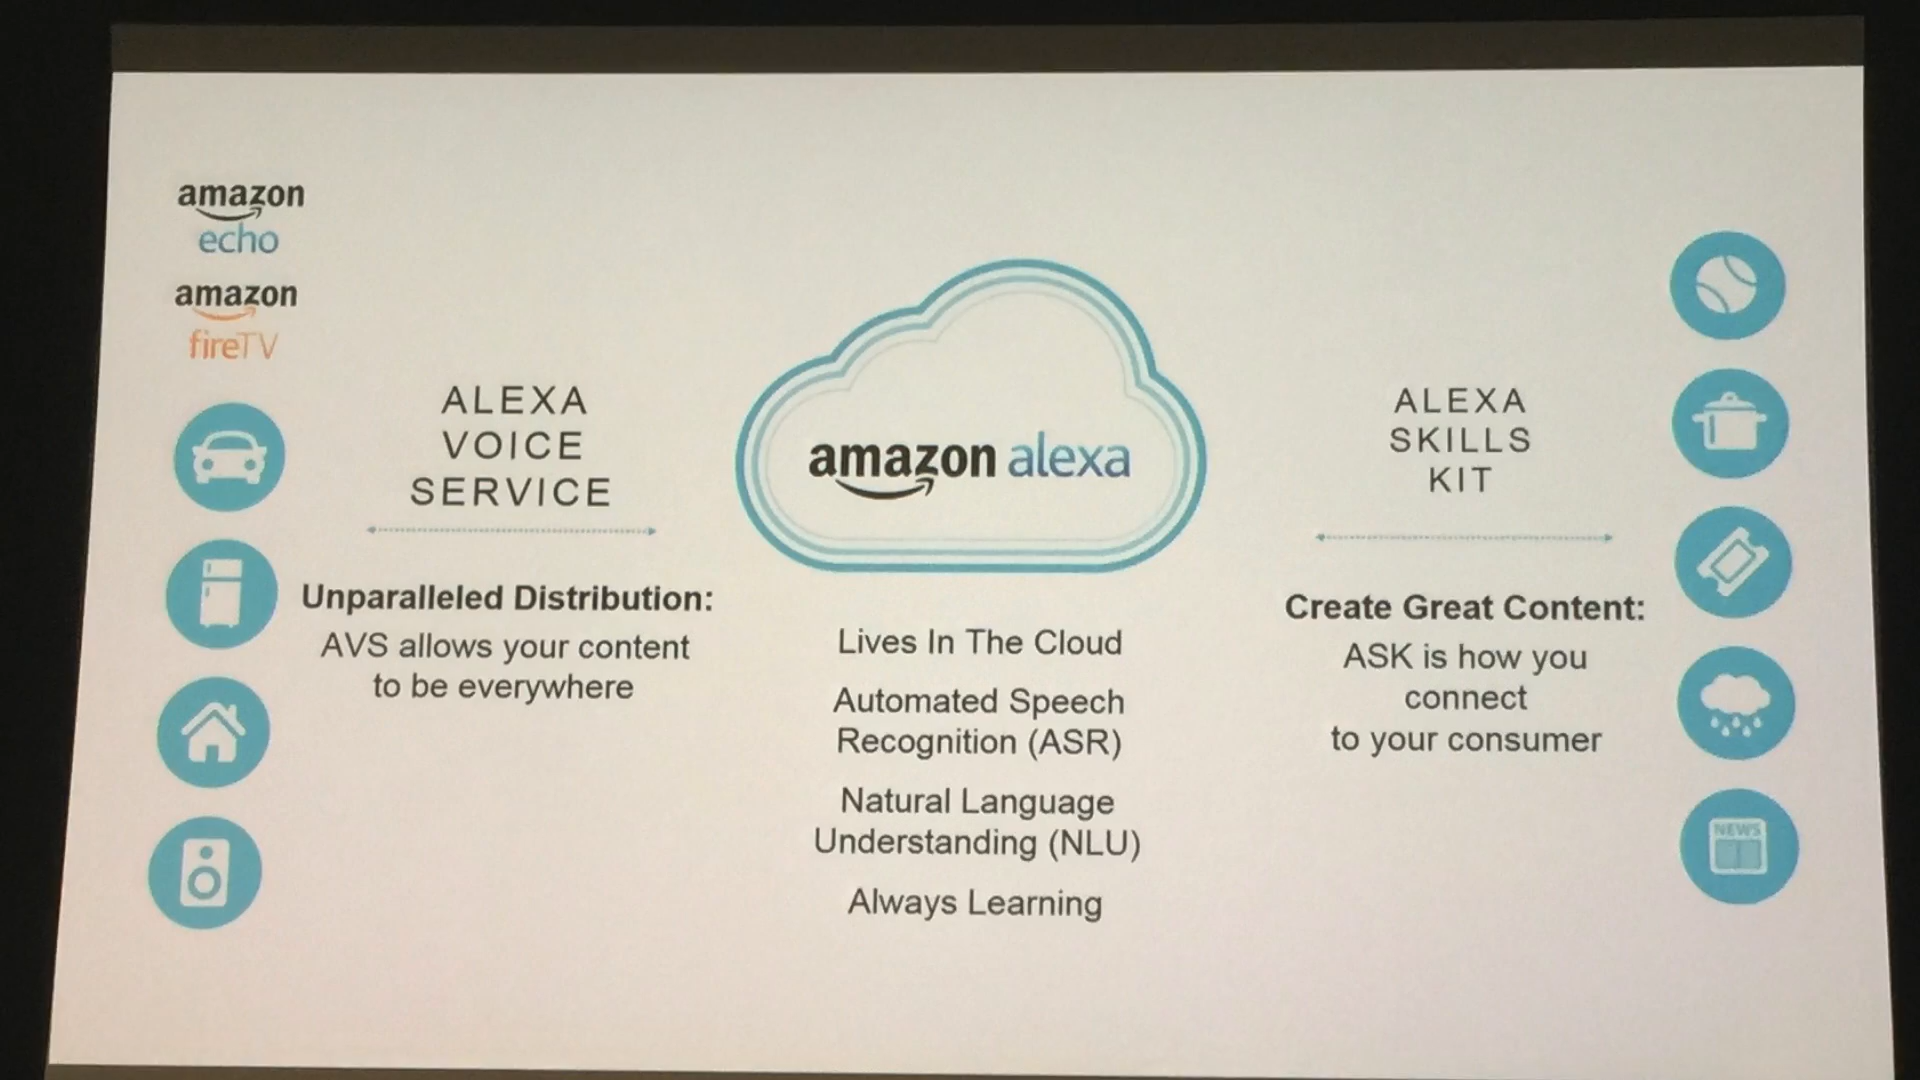 amazon
echo
amazon
fireTV
ALEXA
VOICE
SERVICE
Unparalleled Distribution:
AVS allows your content
to be everywhere
amazon alexa
Lives In The Cloud
Automated Speech
Recognition (ASR)
Natural Language
Understanding (NLU)
Always Learning
ALEXA
SKILLS
KIT
Create Great Content:
ASK is how you
connect
to your consumer
NEWS